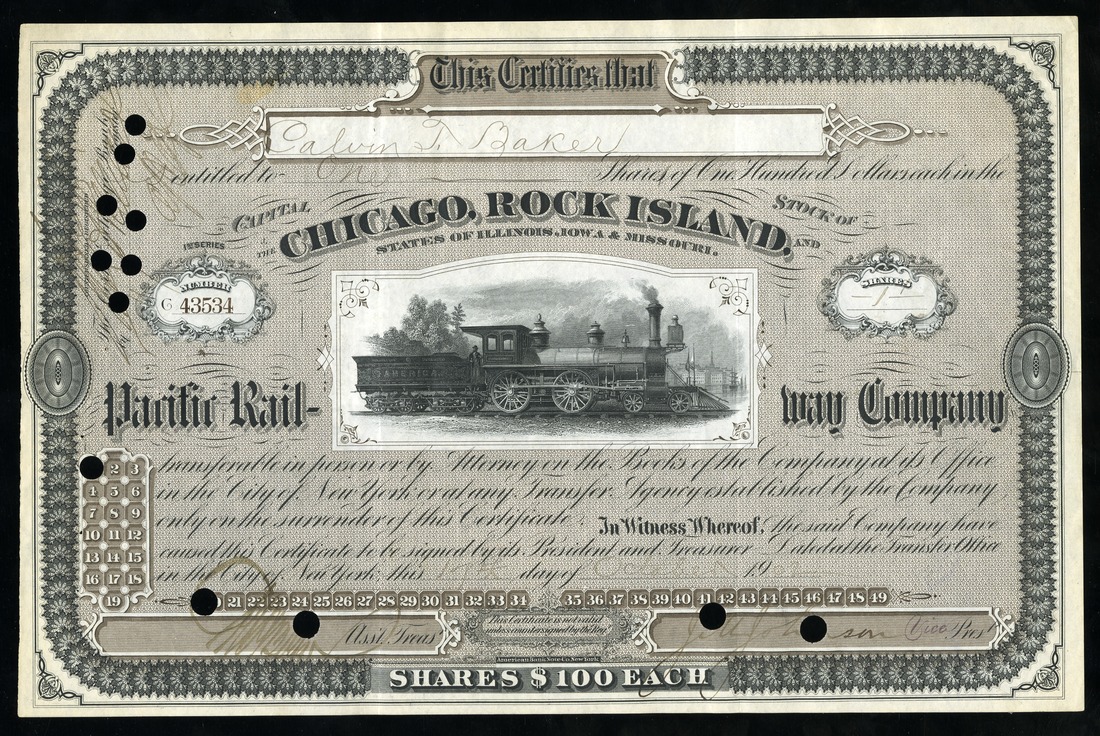 This Certifies that
Calvin T. Baker
is entitled to One Shares of One Hundred Dollars each in the
CAPITAL STOCK OF
THE CHICAGO, ROCK ISLAND, AND
STATES OF ILLINOIS, IOWA & MISSOURI.
1ST SERIES
NUMBER
C 43534
SHARES
1
AMERICA
Pacific Rail-way Company
transferable in person or by Attorney on the Books of the Company at its Office
in the City of New York or at any Transfer Agency established by the Company
only on the surrender of this Certificate. In Witness Whereof, the said Company have
caused this Certificate to be signed by its President and Treasurer dated at the Transfer Office
in the City of New York, this day of 19
2 3
4 5 6
7 8 9
10 11 12
13 14 15
16 17 18
19
21 22 23 24 25 26 27 28 29 30 31 32 33 34 35 36 37 38 39 40 41 42 43 44 45 46 47 48 49
This Certificate is not valid
unless countersigned by the Reg.
Ass't. Treas. Vice Prest.
American Bank Note Co. New York.
SHARES $100 EACH